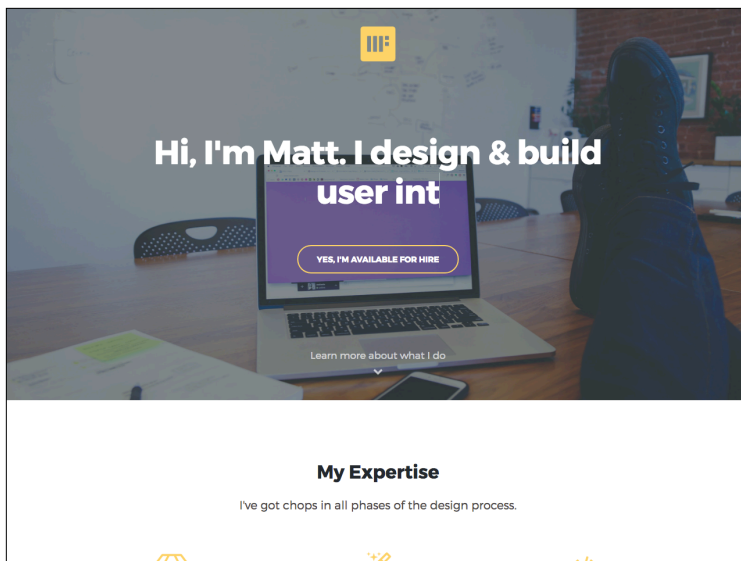 Hi, I'm Matt. I design & build
user int
YES, I'M AVAILABLE FOR HIRE
Learn more about what I do
My Expertise
I've got chops in all phases of the design process.